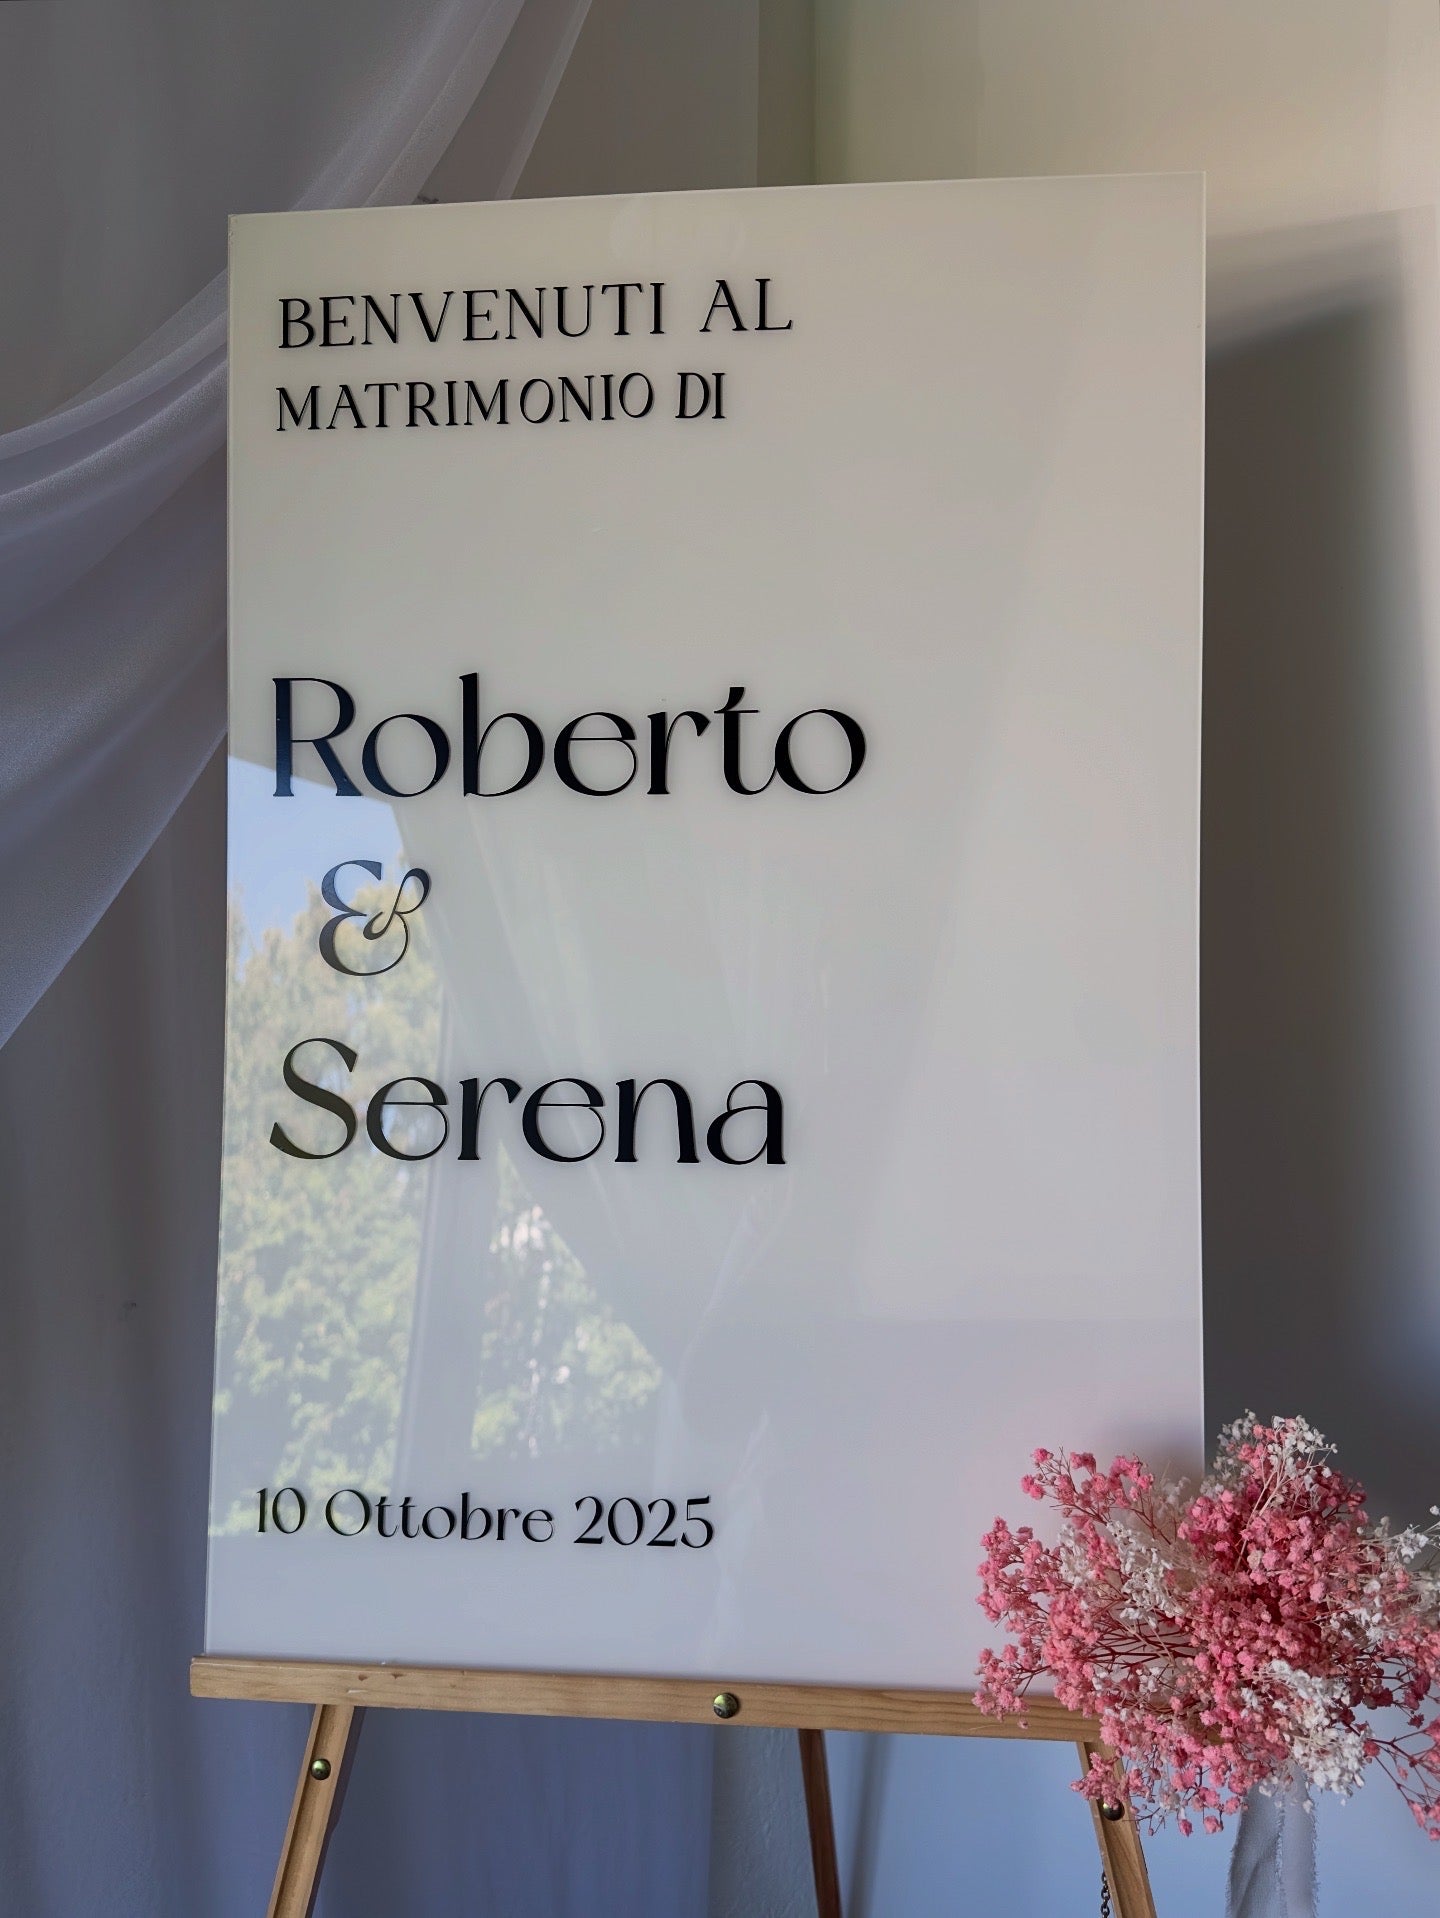 BENVENUTI AL
MATRIMONIO DI
Roberto
&
Serena
10 Ottobre 2025